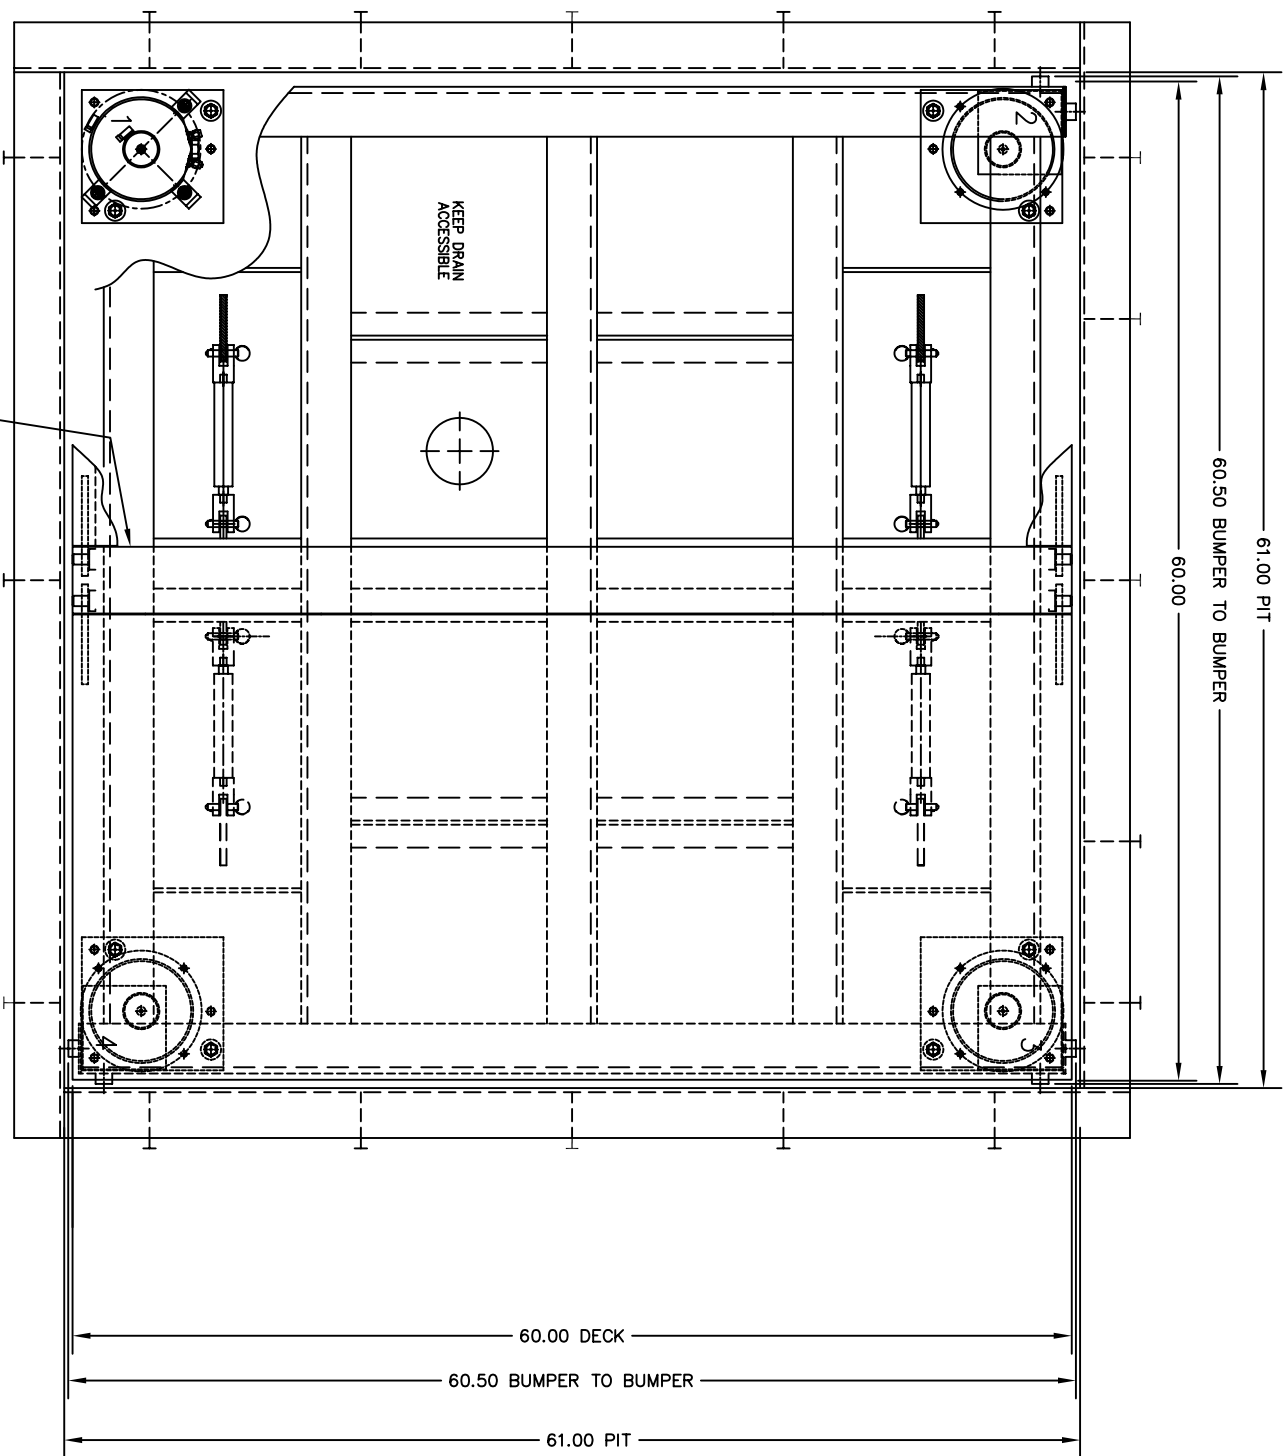 1
2
KEEP DRAIN
ACCESSIBLE
61.00 PIT
60.50 BUMPER TO BUMPER
60.00
4
3
60.00 DECK
60.50 BUMPER TO BUMPER
61.00 PIT